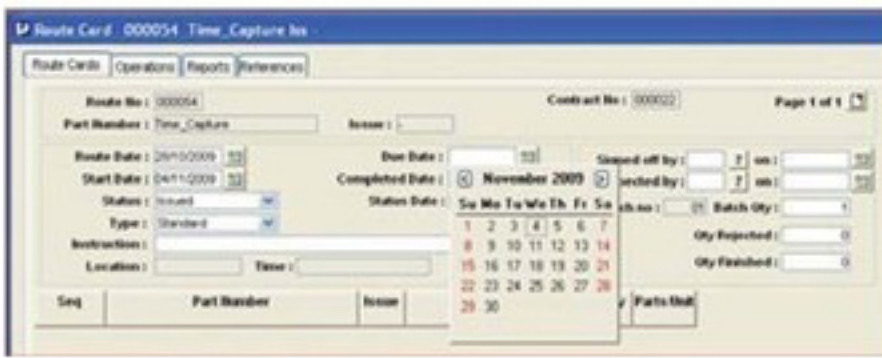 Route Card 000054 Time_Capture Iss
Route Cards Operations Reports References
Route No : 000054 Contract No : 000022 Page 1 of 1
Part Number : Time_Capture Issue : -
Route Date : 28/10/2009 Due Date : Signed off by : ? on :
Start Date : 04/11/2009 Completed Date : < November 2009 > ? on :
Status : Issued Status Date : Su Mo Tu We Th Fr Sa 01 Batch Qty : 1
Type : Standard 1 2 3 4 5 6 7
Instruction : 8 9 10 11 12 13 14 Qty Rejected : 0
Location : Time : 15 16 17 18 19 20 21 Qty Finished : 0
22 23 24 25 26 27 28
Seq Part Number Issue Parts Unit
29 30